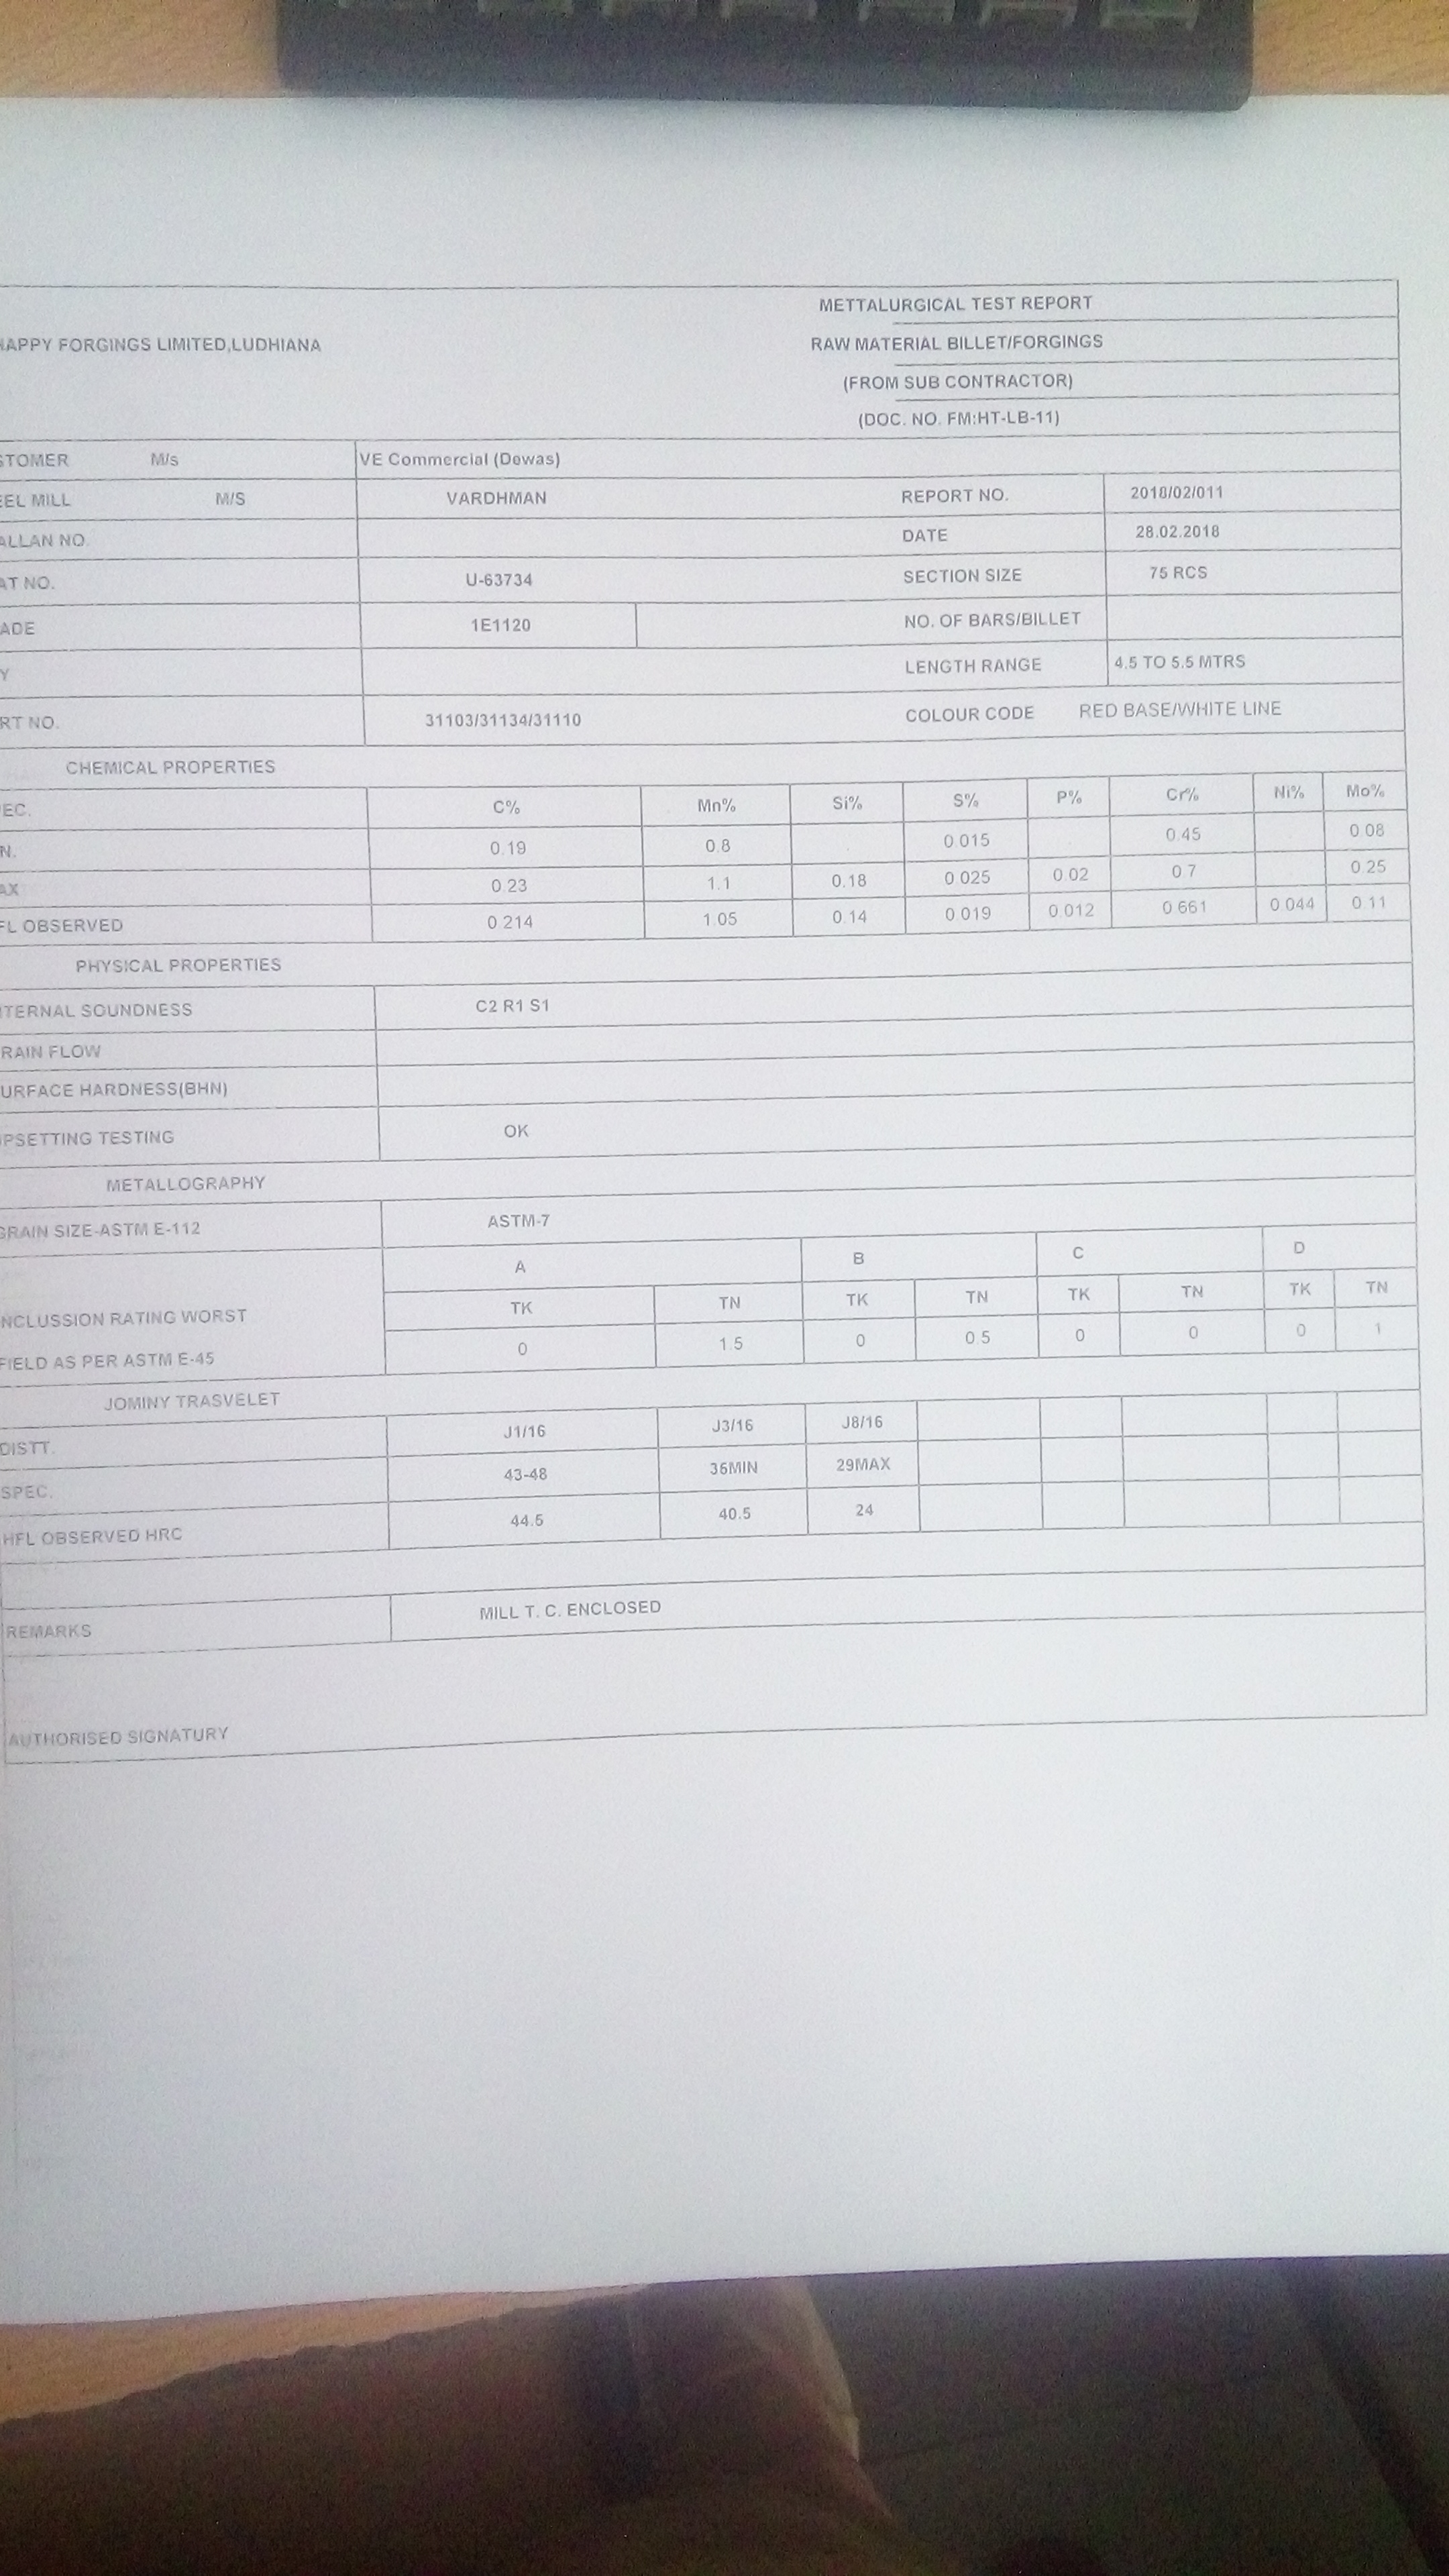 METTALURGICAL TEST REPORT
HAPPY FORGINGS LIMITED,LUDHIANA
RAW MATERIAL BILLET/FORGINGS
(FROM SUB CONTRACTOR)
(DOC. NO. FM:HT-LB-11)
STOMER M/s VE Commercial (Dewas)
EEL MILL M/S VARDHMAN REPORT NO. 2018/02/011
ALLAN NO. DATE 28.02.2018
AT NO. U-63734 SECTION SIZE 75 RCS
ADE 1E1120 NO. OF BARS/BILLET
Y LENGTH RANGE 4.5 TO 5.5 MTRS
RT NO. 31103/31134/31110 COLOUR CODE RED BASE/WHITE LINE
CHEMICAL PROPERTIES
EC. C% Mn% Si% S% P% Cr% Ni% Mo%
N. 0.19 0.8 0.015 0.45 0.08
AX 0.23 1.1 0.18 0.025 0.02 0.7 0.25
FL OBSERVED 0.214 1.05 0.14 0.019 0.012 0.661 0.044 0.11
PHYSICAL PROPERTIES
TERNAL SOUNDNESS C2 R1 S1
RAIN FLOW
URFACE HARDNESS(BHN)
PSETTING TESTING OK
METALLOGRAPHY
GRAIN SIZE-ASTM E-112 ASTM-7
A B C D
INCLUSSION RATING WORST TK TN TK TN TK TN TK TN
FIELD AS PER ASTM E-45 0 1.5 0 0.5 0 0 0 1
JOMINY TRASVELET
DISTT. J1/16 J3/16 J8/16
SPEC. 43-48 36MIN 29MAX
HFL OBSERVED HRC 44.5 40.5 24
REMARKS MILL T. C. ENCLOSED
AUTHORISED SIGNATURY